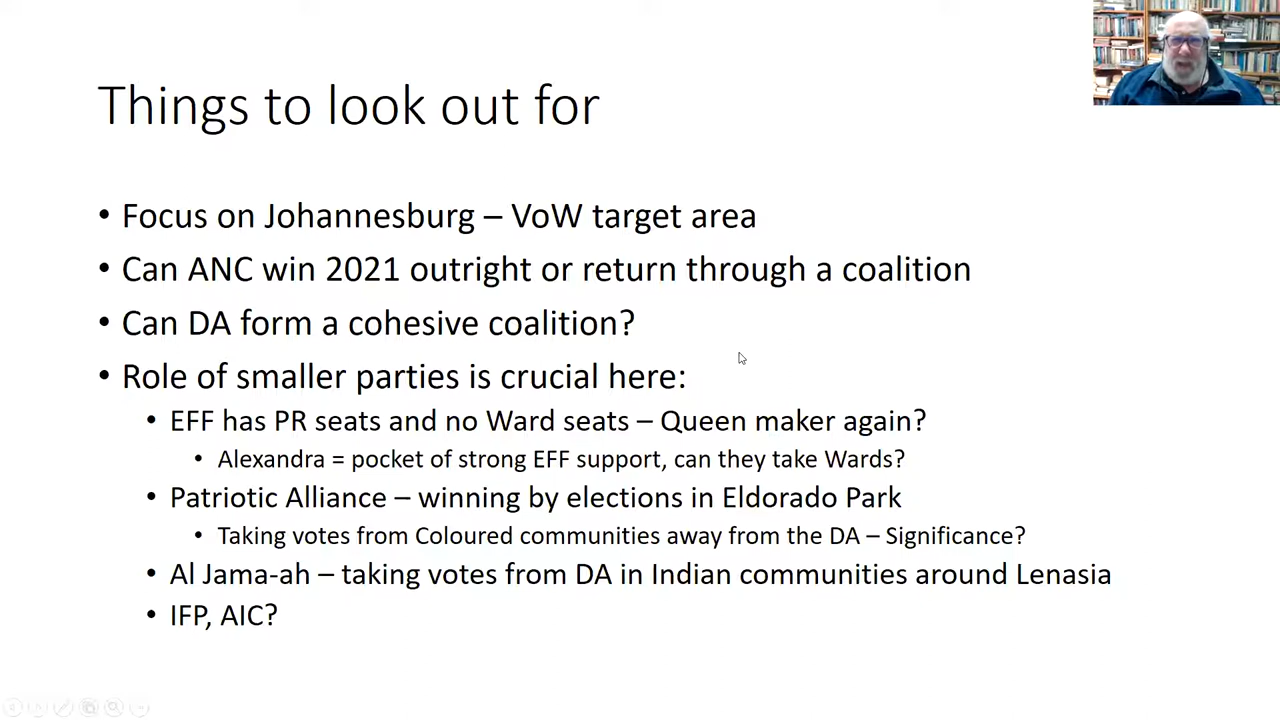 Things to look out for
• Focus on Johannesburg – VoW target area
• Can ANC win 2021 outright or return through a coalition
• Can DA form a cohesive coalition?
• Role of smaller parties is crucial here:
• EFF has PR seats and no Ward seats – Queen maker again?
• Alexandra = pocket of strong EFF support, can they take Wards?
• Patriotic Alliance – winning by elections in Eldorado Park
• Taking votes from Coloured communities away from the DA – Significance?
• Al Jama-ah – taking votes from DA in Indian communities around Lenasia
• IFP, AIC?